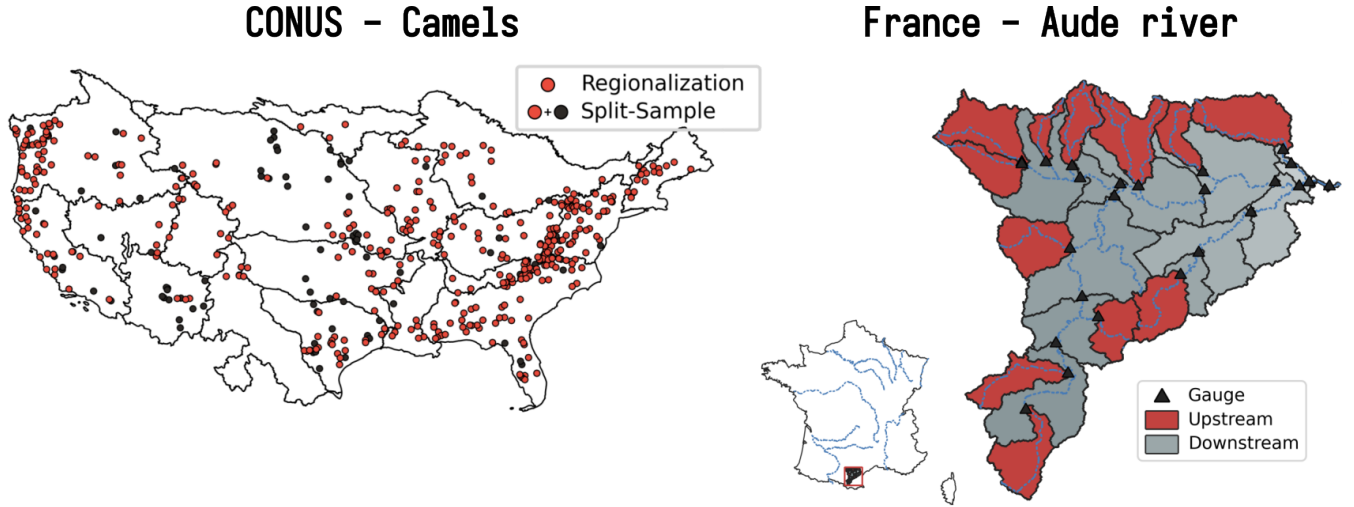 CONUS - Camels
France - Aude river
Regionalization
+ Split-Sample
Gauge
Upstream
Downstream